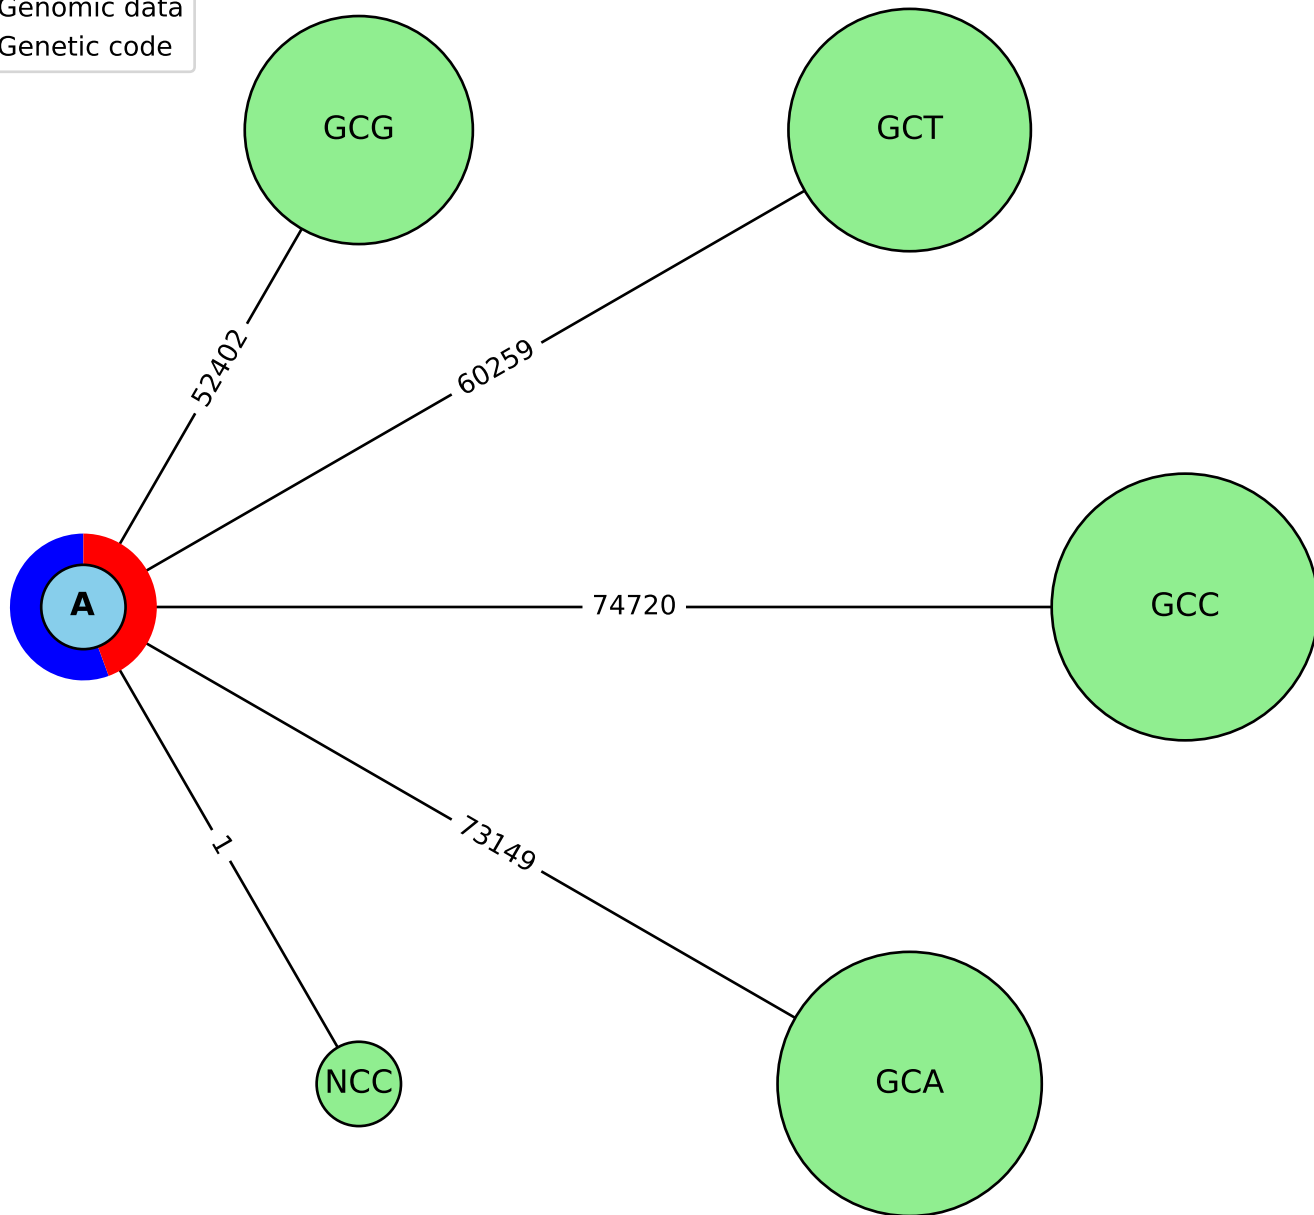 Genomic data
Genetic code
GCG
GCT
52402
60259
A
74720
GCC
73149
1
NCC
GCA